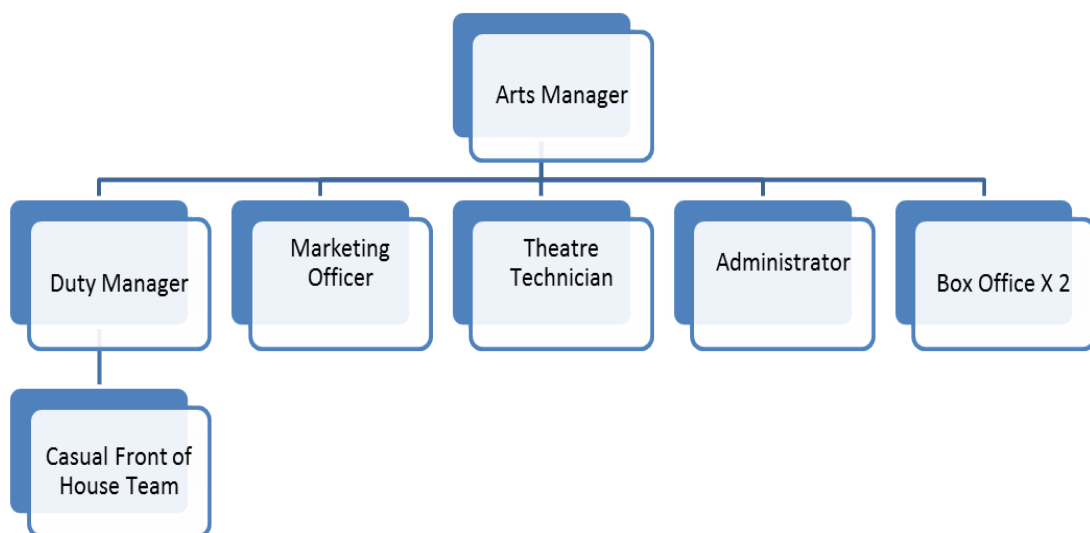 Arts Manager
Duty Manager
Marketing
Officer
Theatre
Technician
Administrator
Box Office X 2
Casual Front of
House Team